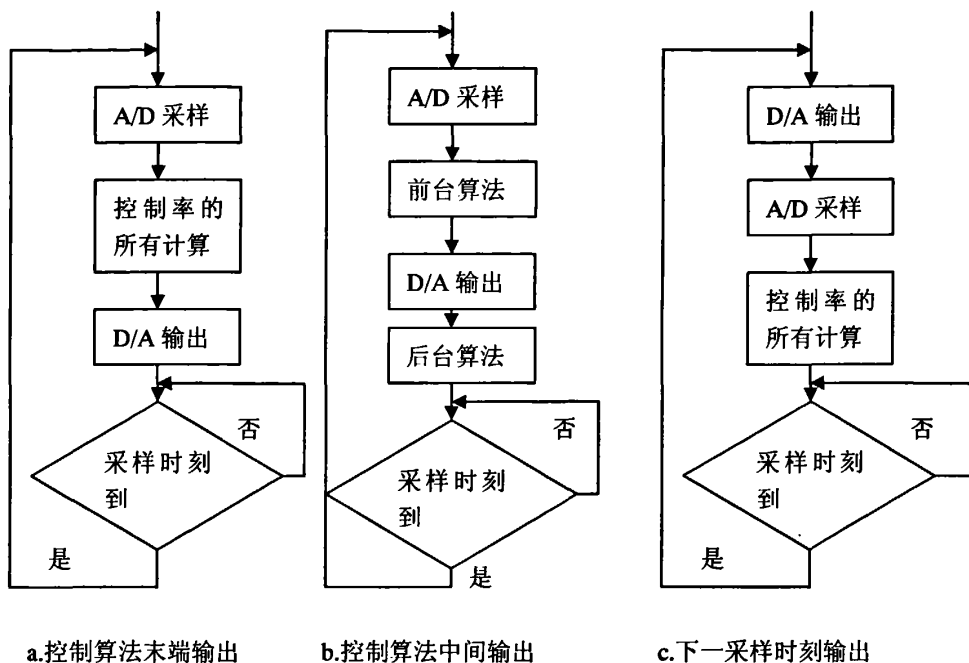 A/D 采样
控制率的
所有计算
D/A 输出
否
采样时刻
到
是
a.控制算法末端输出
A/D 采样
前台算法
D/A 输出
后台算法
否
采样时刻
到
是
b.控制算法中间输出
D/A 输出
A/D 采样
控制率的
所有计算
否
采样时刻
到
是
c.下一采样时刻输出